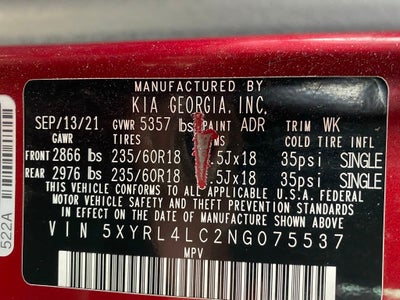 MANUFACTURED BY
KIA GEORGIA, INC.
SEP/13/21 GVWR 5357 lbs PAINT ADR TRIM WK
GAWR TIRES COLD TIRE INFL
FRONT 2866 lbs 235/60R18 .5Jx18 35psi SINGLE
REAR 2976 lbs 235/60R18 .5Jx18 35psi SINGLE
THIS VEHICLE CONFORMS TO ALL APPLICABLE U.S.A. FEDERAL
MOTOR VEHICLE SAFETY AND THEFT PREVENTION STANDARDS
IN EFFECT ON THE DATE OF MANUFACTURE SHOWN ABOVE.
VIN 5XYRL4LC2NG075537
MPV
522A